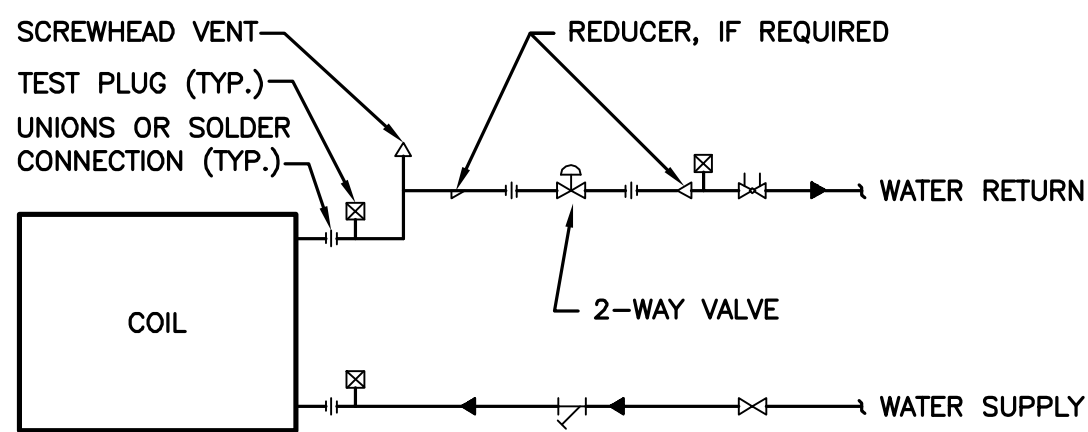 SCREWHEAD VENT
REDUCER, IF REQUIRED
TEST PLUG (TYP.)
UNIONS OR SOLDER
CONNECTION (TYP.)
WATER RETURN
2-WAY VALVE
COIL
WATER SUPPLY